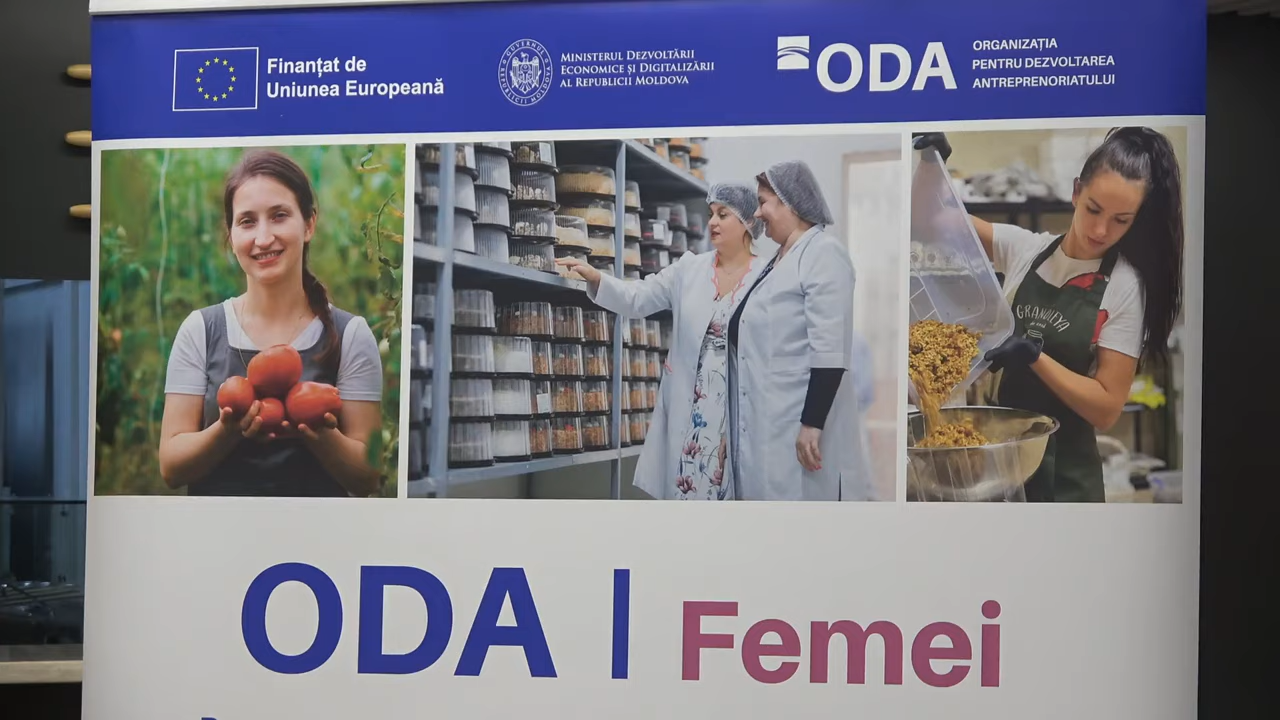 Finanțat de
Uniunea Europeană
MINISTERUL DEZVOLTĂRII
ECONOMICE ȘI DIGITALIZĂRII
AL REPUBLICII MOLDOVA
ODA
ORGANIZAȚIA
PENTRU DEZVOLTAREA
ANTREPRENORIATULUI
ODA | Femei